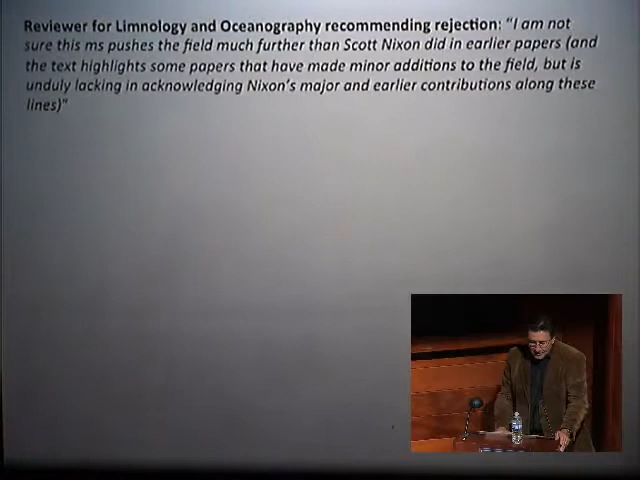 Reviewer for Limnology and Oceanography recommending rejection: "I am not
sure this ms pushes the field much further than Scott Nixon did in earlier papers (and
the text highlights some papers that have made minor additions to the field, but is
unduly lacking in acknowledging Nixon's major and earlier contributions along these
lines)"